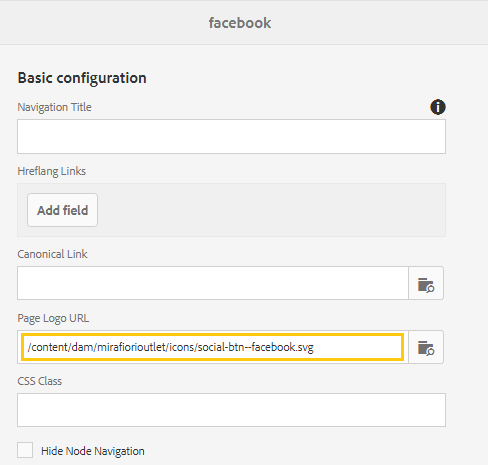 facebook
Basic configuration
Navigation Title
Hreflang Links
Add field
Canonical Link
Page Logo URL
/content/dam/mirafiorioutlet/icons/social-btn--facebook.svg
CSS Class
Hide Node Navigation